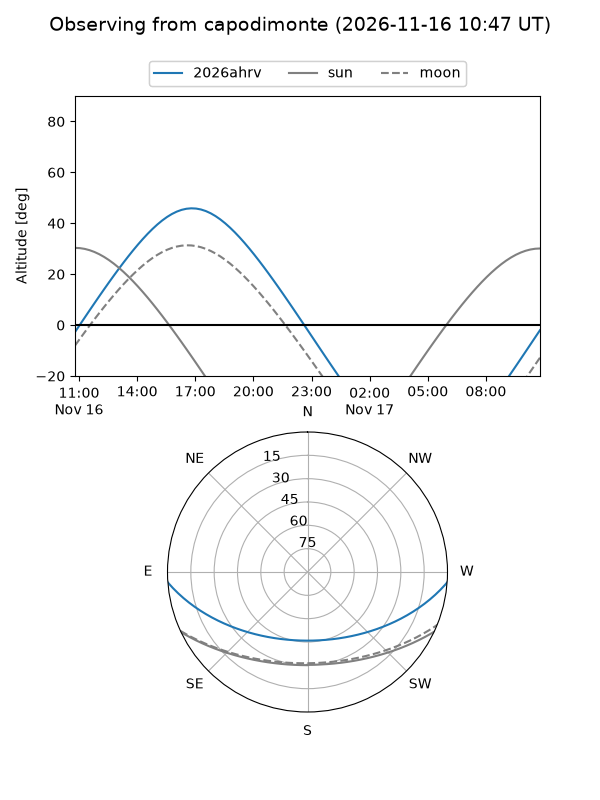 Observing from capodimonte (2026-11-16 10:47 UT)
2026ahrv sun moon
Altitude [deg]
80
60
40
20
0
−20
11:00 14:00 17:00 20:00 23:00 02:00 05:00 08:00
Nov 16 Nov 17
N
NE NW
15
30
45
60
75
E W
SE SW
S